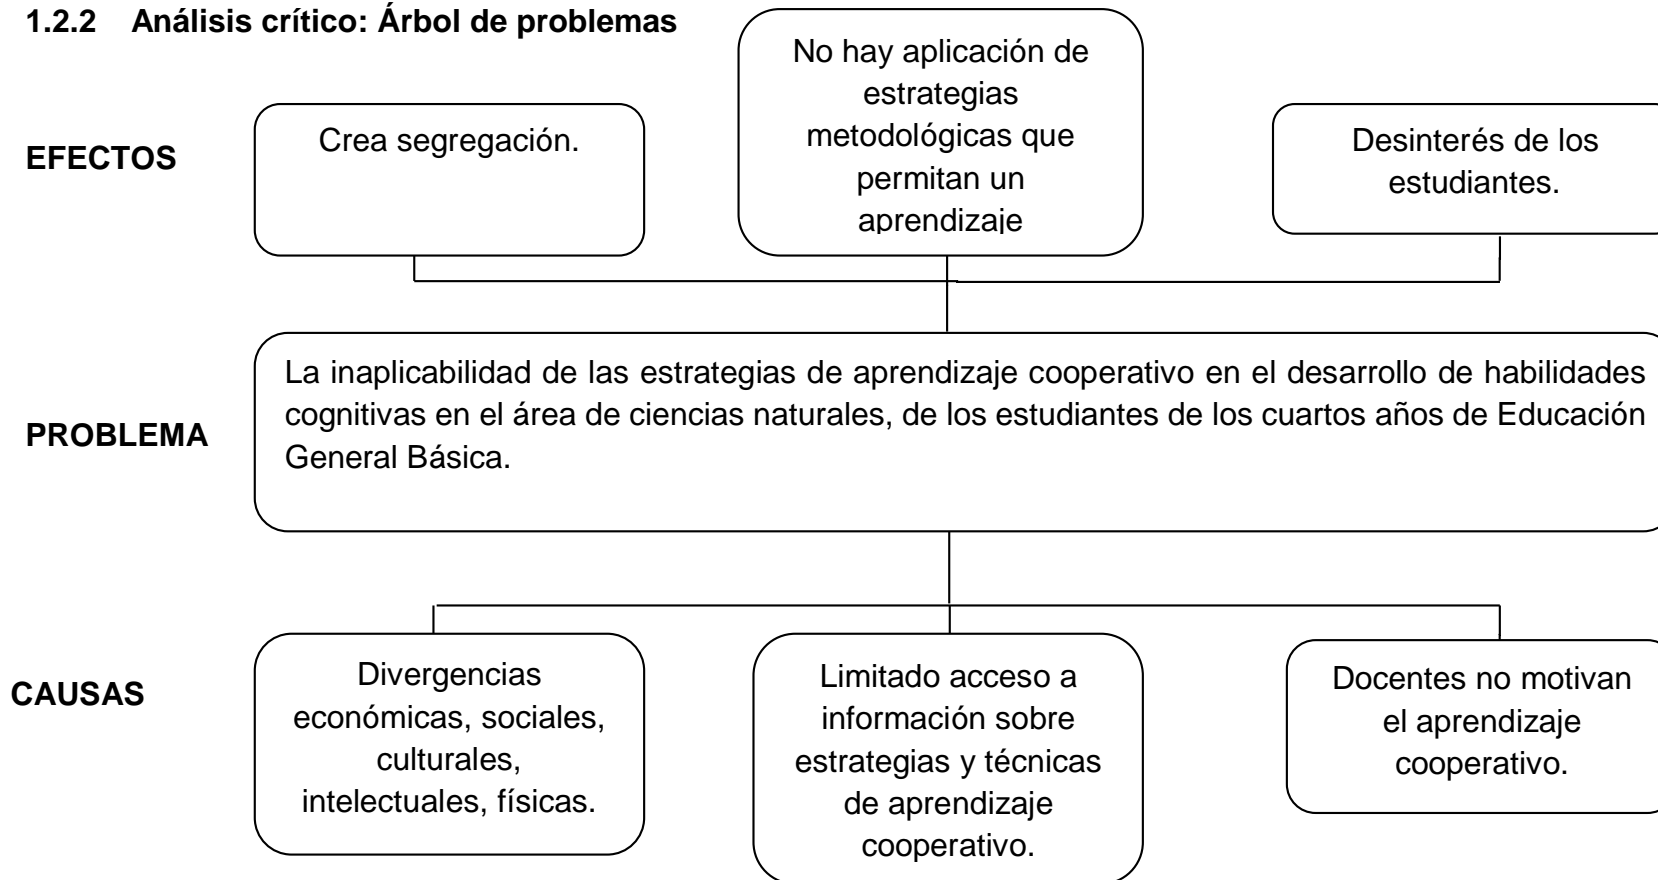 1.2.2 Análisis crítico: Árbol de problemas
No hay aplicación de
estrategias
metodológicas que
permitan un
aprendizaje
EFECTOS
Crea segregación.
Desinterés de los
estudiantes.
PROBLEMA
La inaplicabilidad de las estrategias de aprendizaje cooperativo en el desarrollo de habilidades
cognitivas en el área de ciencias naturales, de los estudiantes de los cuartos años de Educación
General Básica.
CAUSAS
Divergencias
económicas, sociales,
culturales,
intelectuales, físicas.
Limitado acceso a
información sobre
estrategias y técnicas
de aprendizaje
cooperativo.
Docentes no motivan
el aprendizaje
cooperativo.